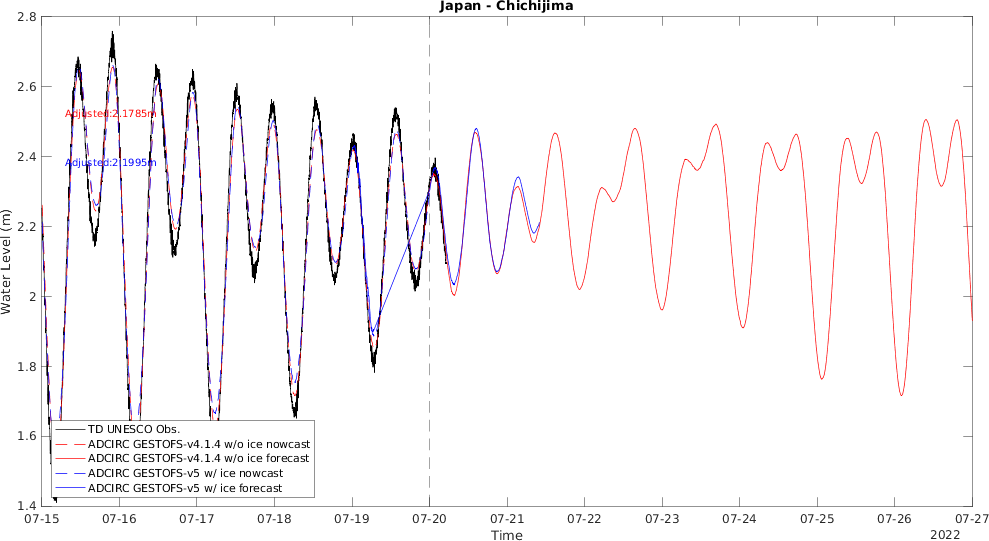 Japan - Chichijima
Water Level (m)
2.8
2.6
2.4
2.2
2
1.8
1.6
1.4
Adjusted:2.1785m
Adjusted:2.1995m
TD UNESCO Obs.
ADCIRC GESTOFS-v4.1.4 w/o ice nowcast
ADCIRC GESTOFS-v4.1.4 w/o ice forecast
ADCIRC GESTOFS-v5 w/ ice nowcast
ADCIRC GESTOFS-v5 w/ ice forecast
07-15 07-16 07-17 07-18 07-19 07-20 07-21 07-22 07-23 07-24 07-25 07-26 07-27
Time
2022